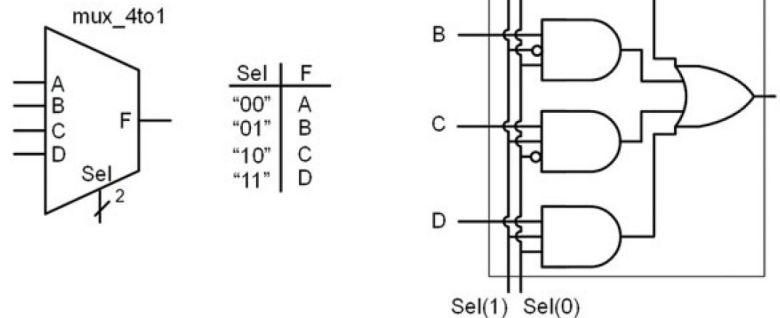 mux_4to1
A
B
C
D
F
Sel
2
Sel F
“00” A
“01” B
“10” C
“11” D
B
C
D
Sel(1) Sel(0)